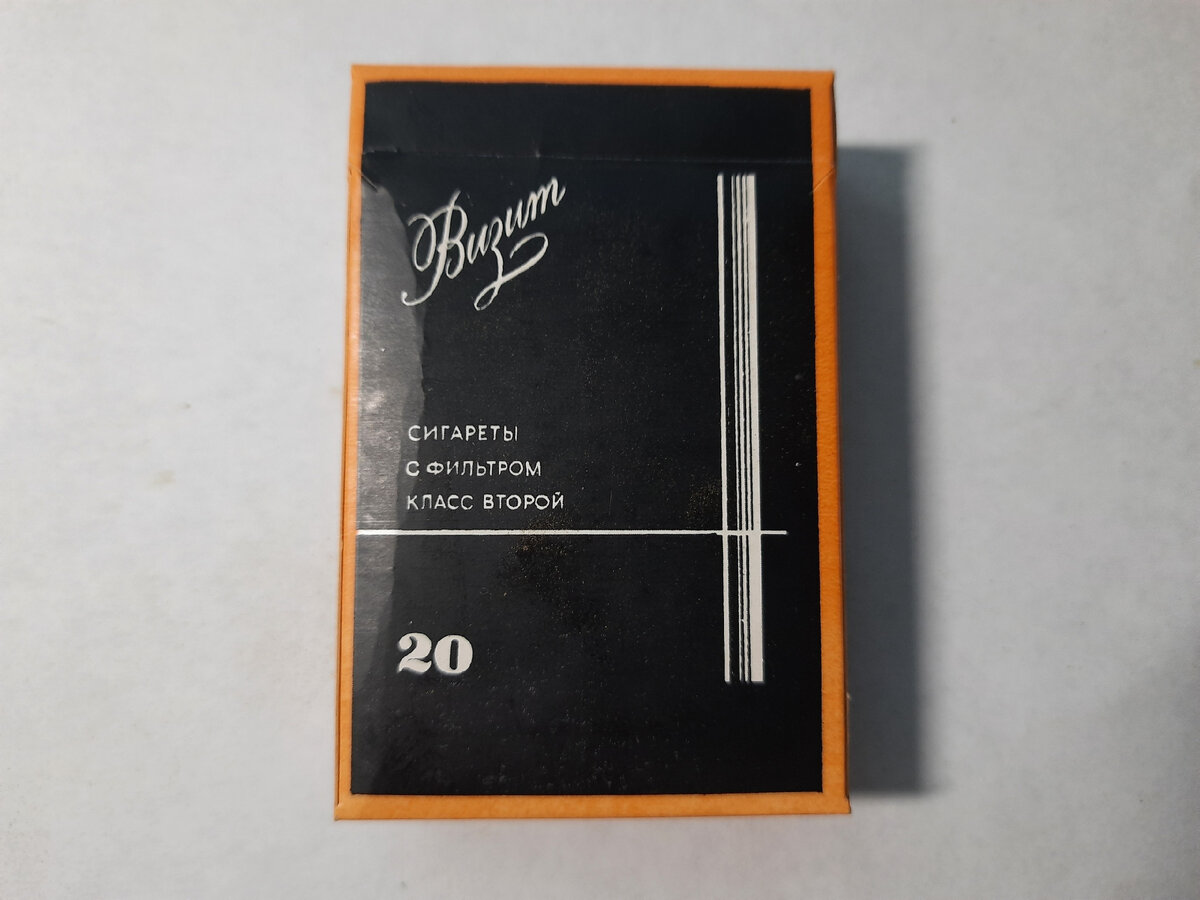 Визит
СИГАРЕТЫ
С ФИЛЬТРОМ
КЛАСС ВТОРОЙ
20